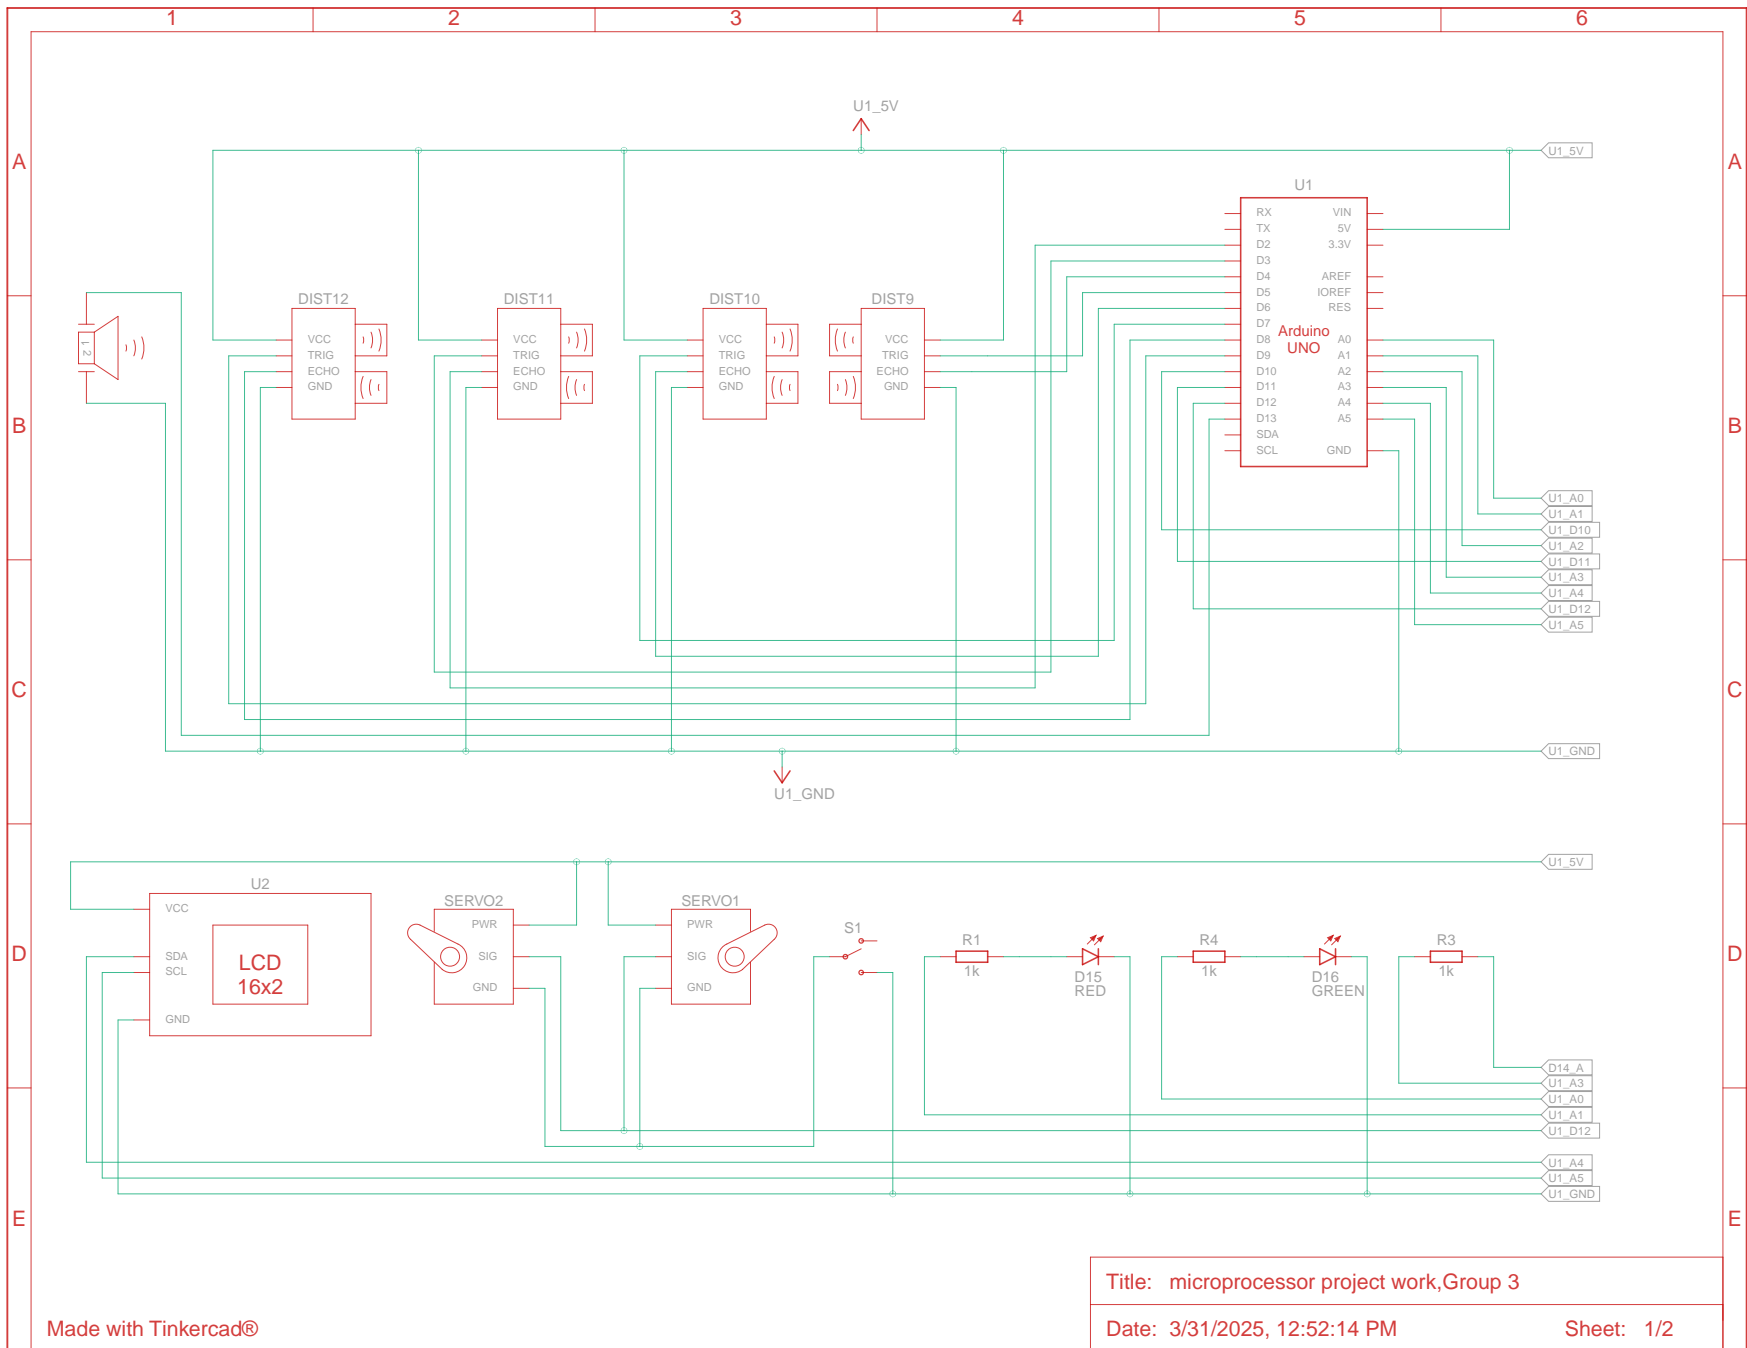 1 2 3 4 5 6
A A
B B
C C
D D
E E
U1_5V
U1_5V
U1
RX VIN
TX 5V
D2 3.3V
D3
D4 AREF
D5 IOREF
D6 RES
D7
Arduino
UNO
D8 A0
D9 A1
D10 A2
D11 A3
D12 A4
D13 A5
SDA
SCL GND
1 2
DIST12
VCC
TRIG
ECHO
GND
DIST11
VCC
TRIG
ECHO
GND
DIST10
VCC
TRIG
ECHO
GND
DIST9
VCC
TRIG
ECHO
GND
U1_A0
U1_A1
U1_D10
U1_A2
U1_D11
U1_A3
U1_A4
U1_D12
U1_A5
U1_GND
U1_GND
U1_5V
U2
VCC
SDA
SCL
GND
LCD
16x2
SERVO2
PWR
SIG
GND
SERVO1
PWR
SIG
GND
S1
R1
1k
D15
RED
R4
1k
D16
GREEN
R3
1k
D14_A
U1_A3
U1_A0
U1_A1
U1_D12
U1_A4
U1_A5
U1_GND
Title: microprocessor project work,Group 3
Made with Tinkercad®
Date: 3/31/2025, 12:52:14 PM Sheet: 1/2